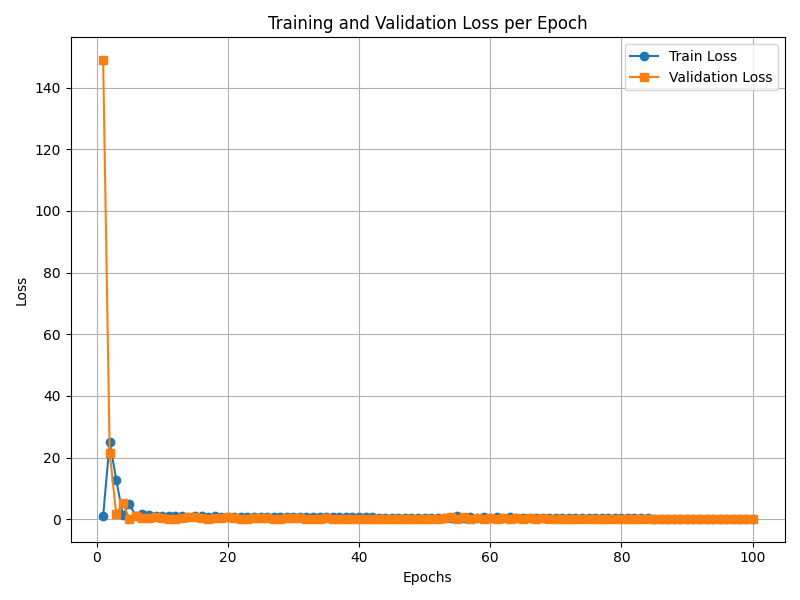 Training and Validation Loss per Epoch
Train Loss
Validation Loss
140
120
100
80
60
40
20
0
Loss
0 20 40 60 80 100
Epochs